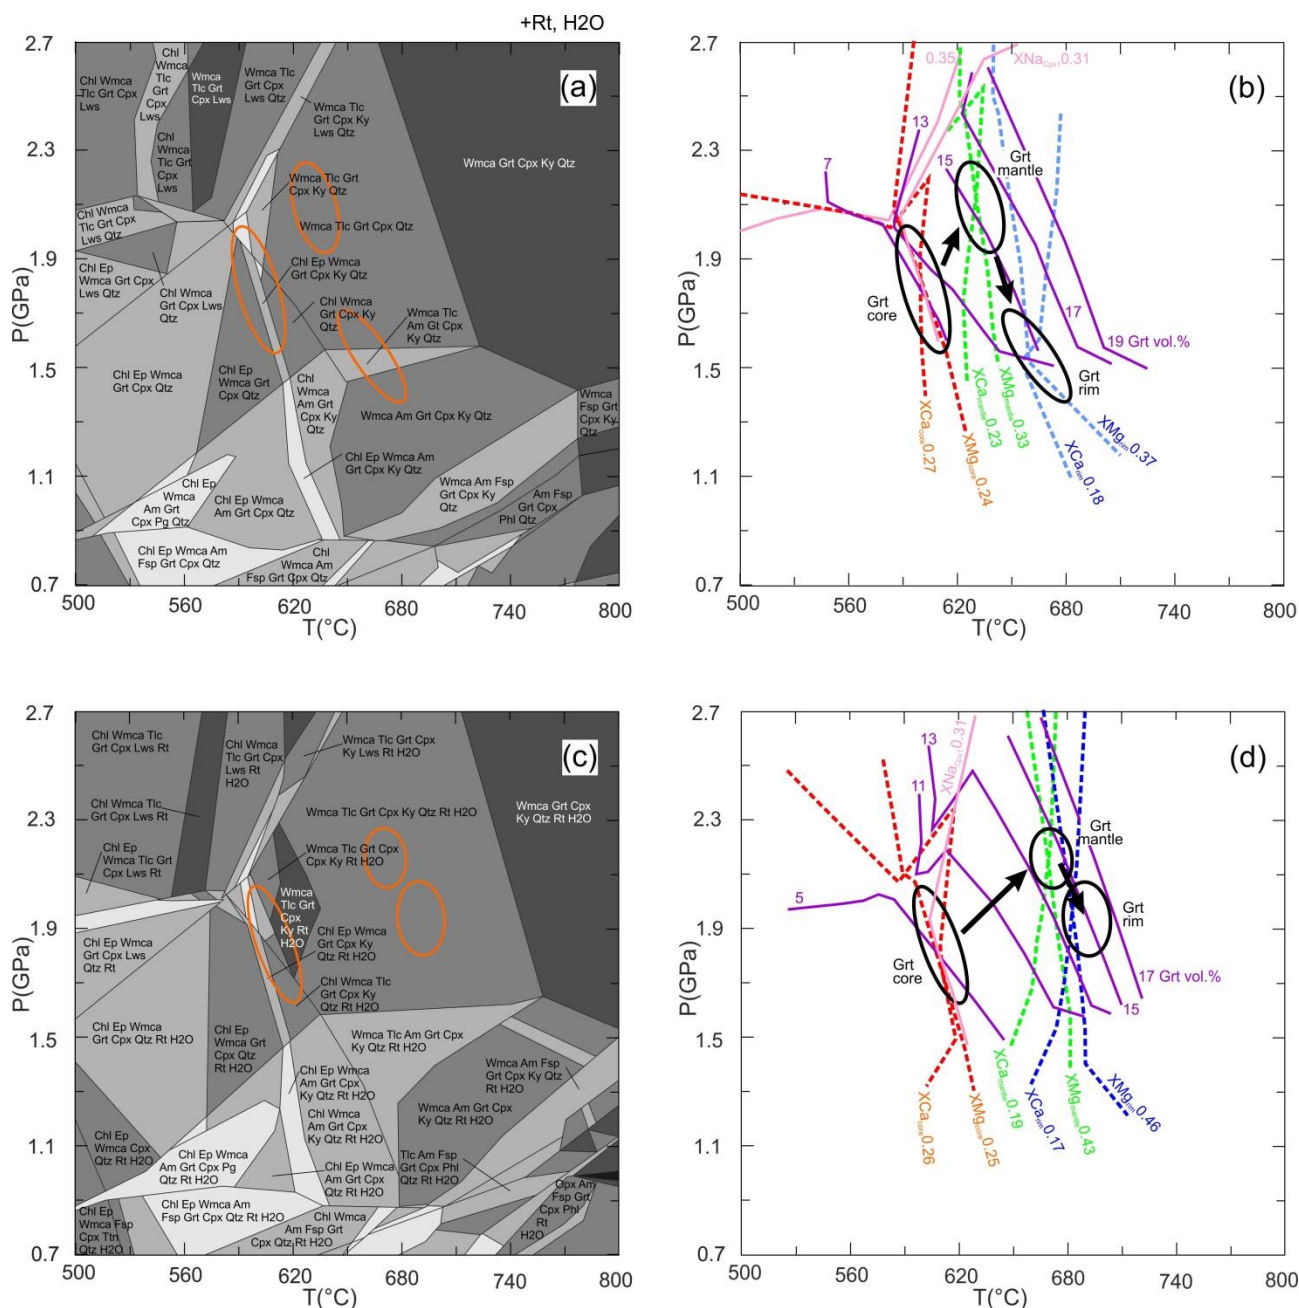 +Rt, H2O
2.7
2.3
1.9
1.5
1.1
0.7
P(GPa)
500
560
620
680
740
800
T(°C)
(a)
Chl Wmca
Tlc Grt Cpx
Lws
Chl
Wmca
Tlc
Grt
Cpx
Lws
Wmca
Tlc Grt
Cpx Lws
Wmca Tlc
Grt Cpx
Lws Qtz
Chl
Wmca
Tlc Grt
Cpx
Lws
Wmca Tlc
Grt Cpx Ky
Lws Qtz
Wmca Grt Cpx Ky Qtz
Wmca Tlc Grt
Cpx Ky Qtz
Wmca Tlc Grt Cpx Qtz
Chl Wmca
Tlc Grt Cpx
Lws Qtz
Chl Ep
Wmca Grt Cpx
Lws Qtz
Chl Wmca
Grt Cpx Lws
Qtz
Chl Ep Wmca
Grt Cpx Ky Qtz
Chl Wmca
Grt Cpx Ky
Qtz
Wmca Tlc
Am Gt Cpx
Ky Qtz
Chl Ep Wmca
Grt Cpx Qtz
Chl Ep
Wmca Grt
Cpx Qtz
Chl
Wmca
Am Grt
Cpx Ky
Qtz
Wmca Am Grt Cpx Ky Qtz
Wmca
Fsp Grt
Cpx Ky
Qtz
Chl Ep
Wmca
Am Grt
Cpx Pg Qtz
Chl Ep Wmca
Am Grt Cpx Qtz
Chl Ep Wmca Am
Grt Cpx Ky Qtz
Wmca Am Fsp
Grt Cpx Ky
Qtz
Am Fsp
Grt Cpx
Phl Qtz
Chl Ep Wmca Am
Fsp Grt Cpx Qtz
Chl
Wmca Am
Fsp Grt Cpx Qtz
2.7
2.3
1.9
1.5
1.1
0.7
P(GPa)
500
560
620
680
740
800
T(°C)
(b)
0.35
XNaCpx1 0.31
13
7
15
Grt
mantle
Grt
core
17
19 Grt vol.%
Grt
rim
XCacore 0.27
XMgcore 0.24
XCamantle 0.23
XMgmantle 0.33
XCarim 0.18
XMgrim 0.37
2.7
2.3
1.9
1.5
1.1
0.7
P(GPa)
500
560
620
680
740
800
T(°C)
(c)
Chl Wmca Tlc
Grt Cpx Lws Rt
Chl Wmca
Tlc Grt Cpx
Lws Rt
H2O
Wmca Tlc Grt Cpx
Ky Lws Rt H2O
Chl Wmca Tlc
Grt Cpx Lws Rt
Wmca Tlc Grt Cpx Ky Qtz Rt H2O
Wmca Grt Cpx
Ky Qtz Rt H2O
Chl Ep
Wmca Tlc Grt
Cpx Lws Rt
Wmca Tlc Grt Cpx
Cpx Ky Rt H2O
Wmca
Tlc Grt
Cpx
Ky Rt
H2O
Chl Ep Wmca
Grt Cpx Lws
Qtz Rt
Chl Ep Wmca
Grt Cpx Ky
Qtz Rt H2O
Chl Wmca Tlc
Grt Cpx Ky
Qtz Rt H2O
Chl Ep Wmca
Grt Cpx Qtz Rt H2O
Chl Ep
Wmca Grt
Cpx Qtz
Rt H2O
Wmca Tlc Am Grt Cpx
Ky Qtz Rt H2O
Chl Ep Wmca
Am Grt Cpx
Ky Qtz Rt H2O
Wmca Am Fsp
Grt Cpx Ky Qtz
Rt H2O
Chl Wmca
Am Grt Cpx
Ky Qtz Rt H2O
Wmca Am Grt Cpx
Ky Qtz Rt H2O
Chl Ep
Wmca Cpx
Qtz Rt H2O
Chl Ep Wmca
Am Grt Cpx Pg
Qtz Rt H2O
Chl Ep Wmca
Am Grt Cpx
Qtz Rt H2O
Tlc Am Fsp
Grt Cpx Phl
Qtz Rt H2O
Opx Am
Fsp Grt
Cpx Phl
Rt
H2O
Chl Ep
Wmca Fsp
Cpx Ttn
Qtz H2O
Chl Ep Wmca Am
Fsp Grt Cpx Qtz Rt H2O
Chl Wmca
Am Fsp Grt
Cpx Qtz Rt H2O
2.7
2.3
1.9
1.5
1.1
0.7
P(GPa)
500
560
620
680
740
800
T(°C)
(d)
13
XNaCpx1 0.31
11
5
Grt
mantle
Grt
core
Grt
rim
17 Grt vol.%
15
XCacore 0.26
XMgcore 0.25
XCamantle 0.19
XCarim 0.17
XMgmantle 0.43
XMgrim 0.46